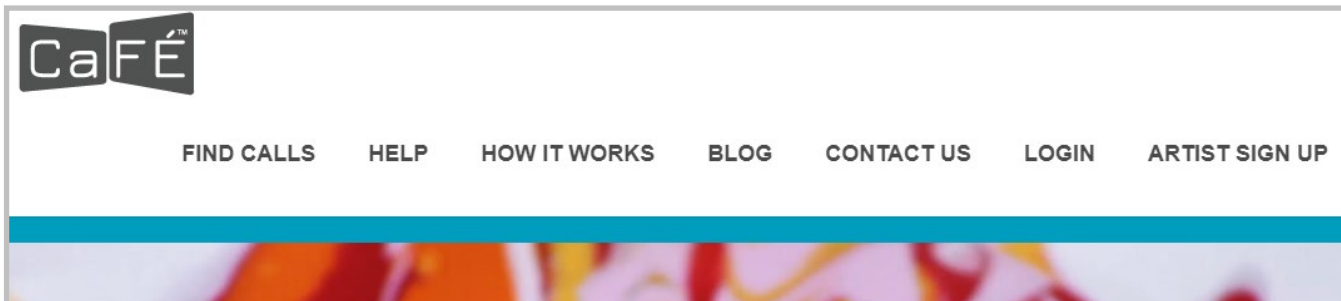 CaFÉ™
FIND CALLS HELP HOW IT WORKS BLOG CONTACT US LOGIN ARTIST SIGN UP